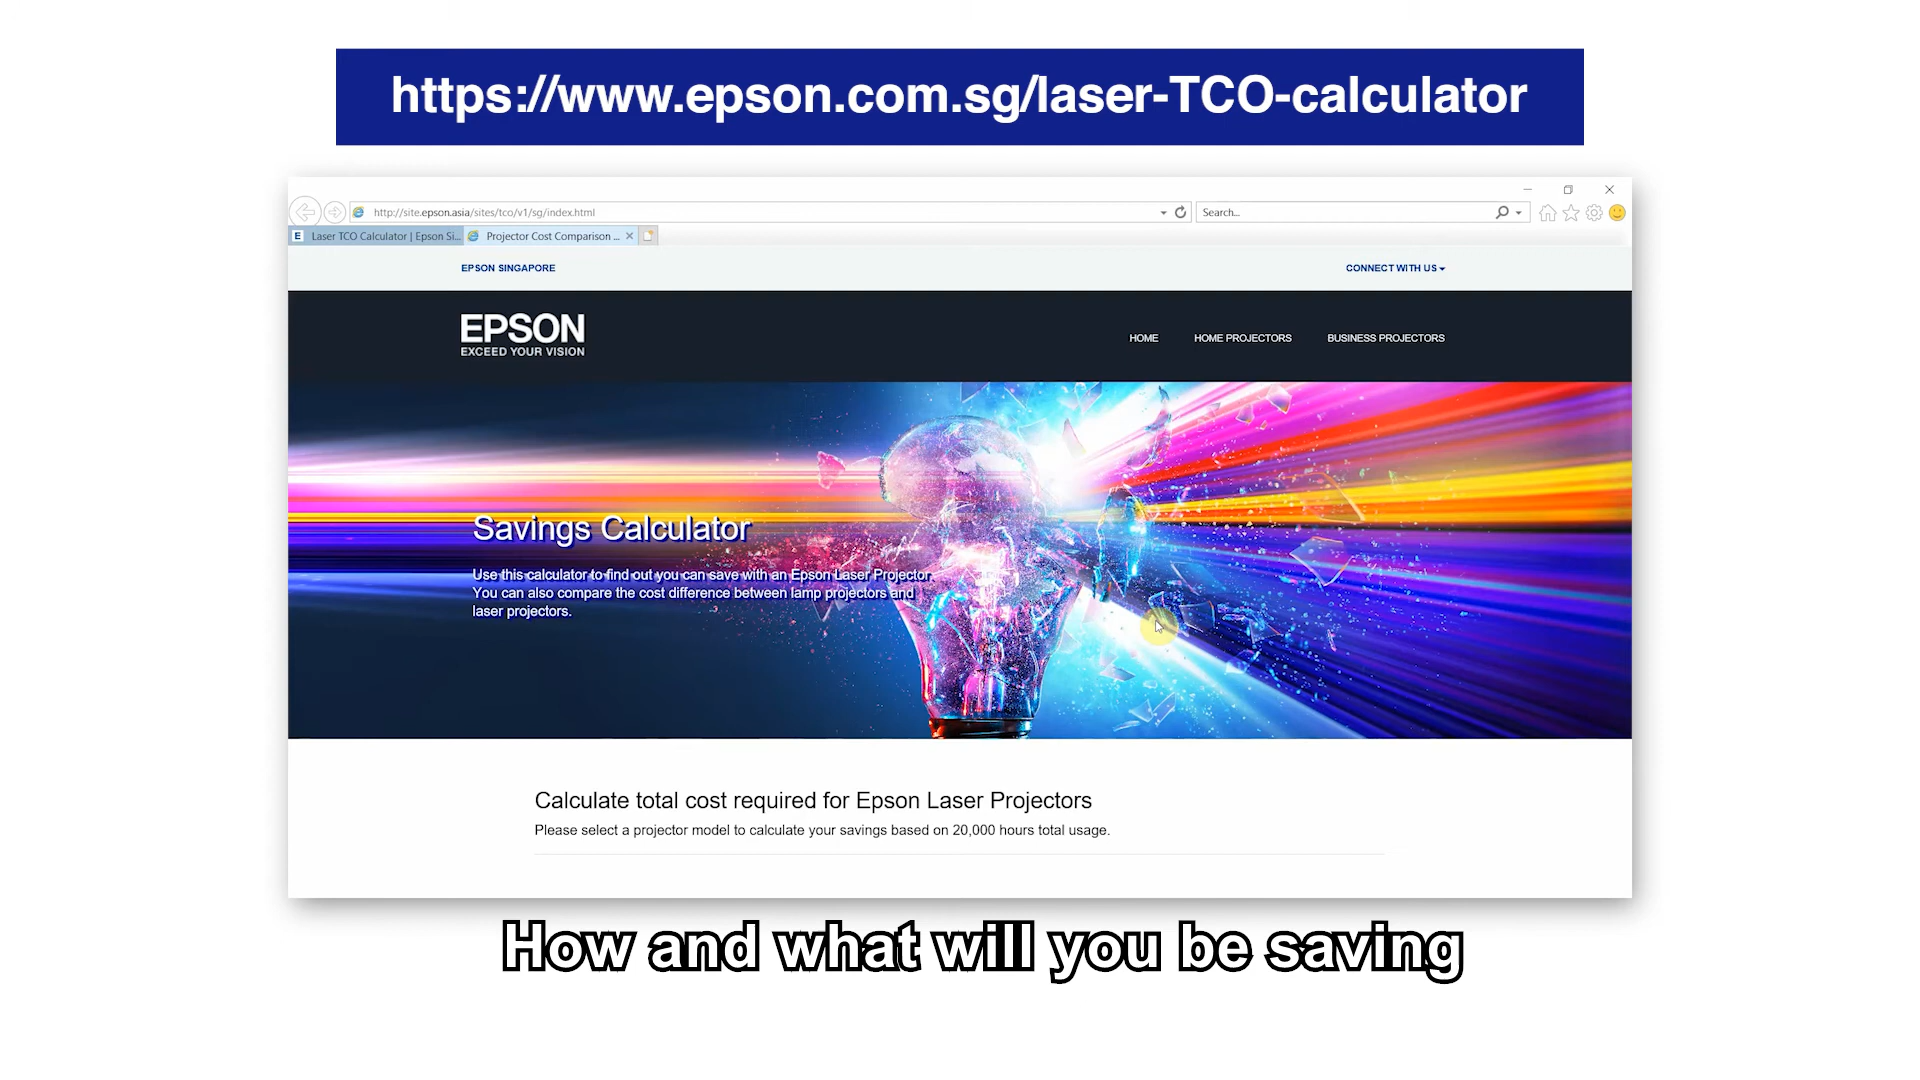 https://www.epson.com.sg/laser-TCO-calculator
http://site.epson.asia/sites/tco/v1/sg/index.html
Search...
E Laser TCO Calculator | Epson Si...
Projector Cost Comparison ...
EPSON SINGAPORE
CONNECT WITH US
EPSON
EXCEED YOUR VISION
HOME
HOME PROJECTORS
BUSINESS PROJECTORS
Savings Calculator
Use this calculator to find out you can save with an Epson Laser Projector
You can also compare the cost difference between lamp projectors and
laser projectors.
Calculate total cost required for Epson Laser Projectors
Please select a projector model to calculate your savings based on 20,000 hours total usage.
How and what will you be saving